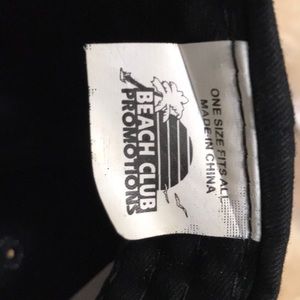 BEACH CLUB
PROMOTIONS
ONE SIZE FITS ALL
MADE IN CHINA